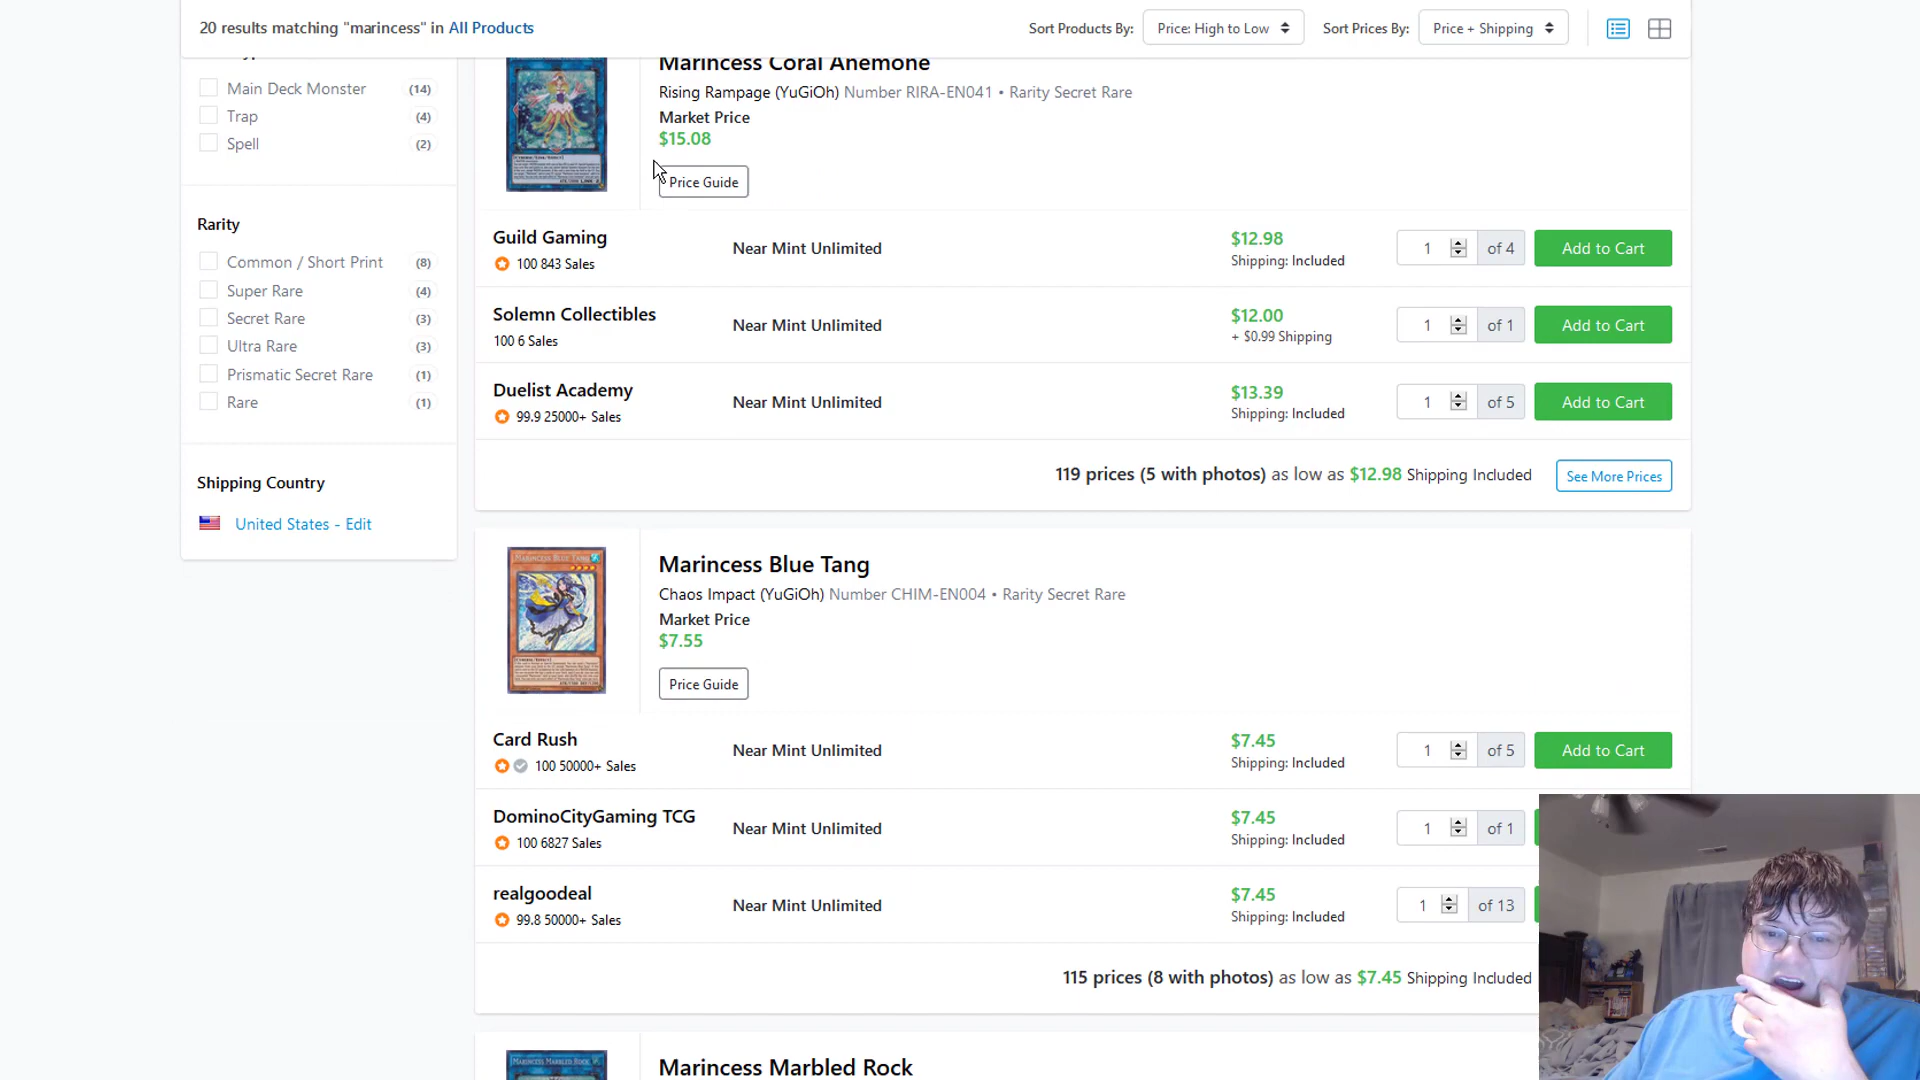 20 results matching "marincess" in All Products
Sort Products By: Price: High to Low Sort Prices By: Price + Shipping
Main Deck Monster (14)
Trap (4)
Spell (2)
Rarity
Common / Short Print (8)
Super Rare (4)
Secret Rare (3)
Ultra Rare (3)
Prismatic Secret Rare (1)
Rare (1)
Shipping Country
United States - Edit
Marincess Coral Anemone
Rising Rampage (YuGiOh) Number RIRA-EN041 • Rarity Secret Rare
Market Price
$15.08
Price Guide
Guild Gaming
100 843 Sales
Near Mint Unlimited
$12.98
Shipping: Included
1 of 4
Add to Cart
Solemn Collectibles
100 6 Sales
Near Mint Unlimited
$12.00
+ $0.99 Shipping
1 of 1
Add to Cart
Duelist Academy
99.9 25000+ Sales
Near Mint Unlimited
$13.39
Shipping: Included
1 of 5
Add to Cart
119 prices (5 with photos) as low as $12.98 Shipping Included
See More Prices
MARINCESS BLUE TANG
Marincess Blue Tang
Chaos Impact (YuGiOh) Number CHIM-EN004 • Rarity Secret Rare
Market Price
$7.55
Price Guide
Card Rush
100 50000+ Sales
Near Mint Unlimited
$7.45
Shipping: Included
1 of 5
Add to Cart
DominoCityGaming TCG
100 6827 Sales
Near Mint Unlimited
$7.45
Shipping: Included
1 of 1
realgoodeal
99.8 50000+ Sales
Near Mint Unlimited
$7.45
Shipping: Included
1 of 13
115 prices (8 with photos) as low as $7.45 Shipping Included
MARINCESS MARBLED ROCK
Marincess Marbled Rock